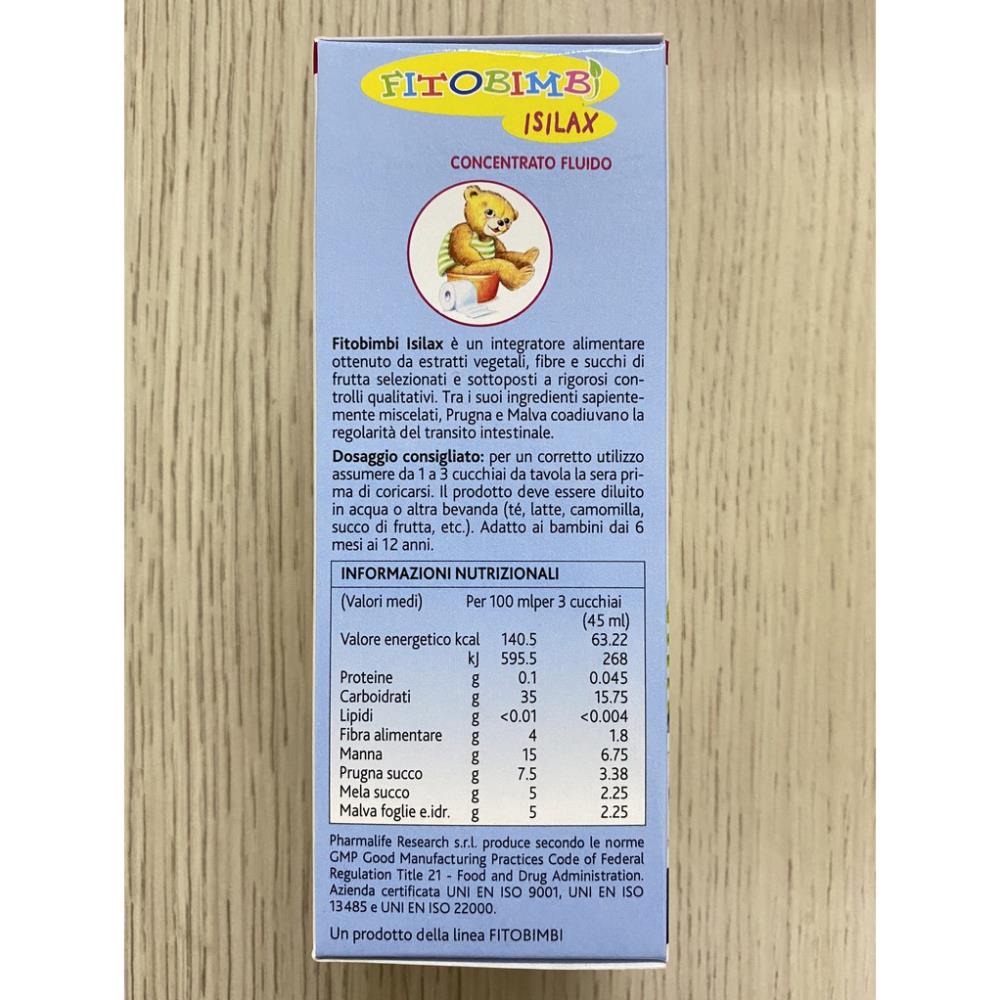 FITOBIMBI
ISILAX
CONCENTRATO FLUIDO
Fitobimbi Isilax è un integratore alimentare
ottenuto da estratti vegetali, fibre e succhi di
frutta selezionati e sottoposti a rigorosi con-
trolli qualitativi. Tra i suoi ingredienti sapiente-
mente miscelati, Prugna e Malva coadiuvano la
regolarità del transito intestinale.
Dosaggio consigliato: per un corretto utilizzo
assumere da 1 a 3 cucchiai da tavola la sera pri-
ma di coricarsi. Il prodotto deve essere diluito
in acqua o altra bevanda (té, latte, camomilla,
succo di frutta, etc.). Adatto ai bambini dai 6
mesi ai 12 anni.
INFORMAZIONI NUTRIZIONALI
(Valori medi) Per 100 mlper 3 cucchiai
(45 ml)
Valore energetico kcal 140.5 63.22
kJ 595.5 268
Proteine g 0.1 0.045
Carboidrati g 35 15.75
Lipidi g <0.01 <0.004
Fibra alimentare g 4 1.8
Manna g 15 6.75
Prugna succo g 7.5 3.38
Mela succo g 5 2.25
Malva foglie e.idr. g 5 2.25
Pharmalife Research s.r.l. produce secondo le norme
GMP Good Manufacturing Practices Code of Federal
Regulation Title 21 - Food and Drug Administration.
Azienda certificata UNI EN ISO 9001, UNI EN ISO
13485 e UNI EN ISO 22000.
Un prodotto della linea FITOBIMBI